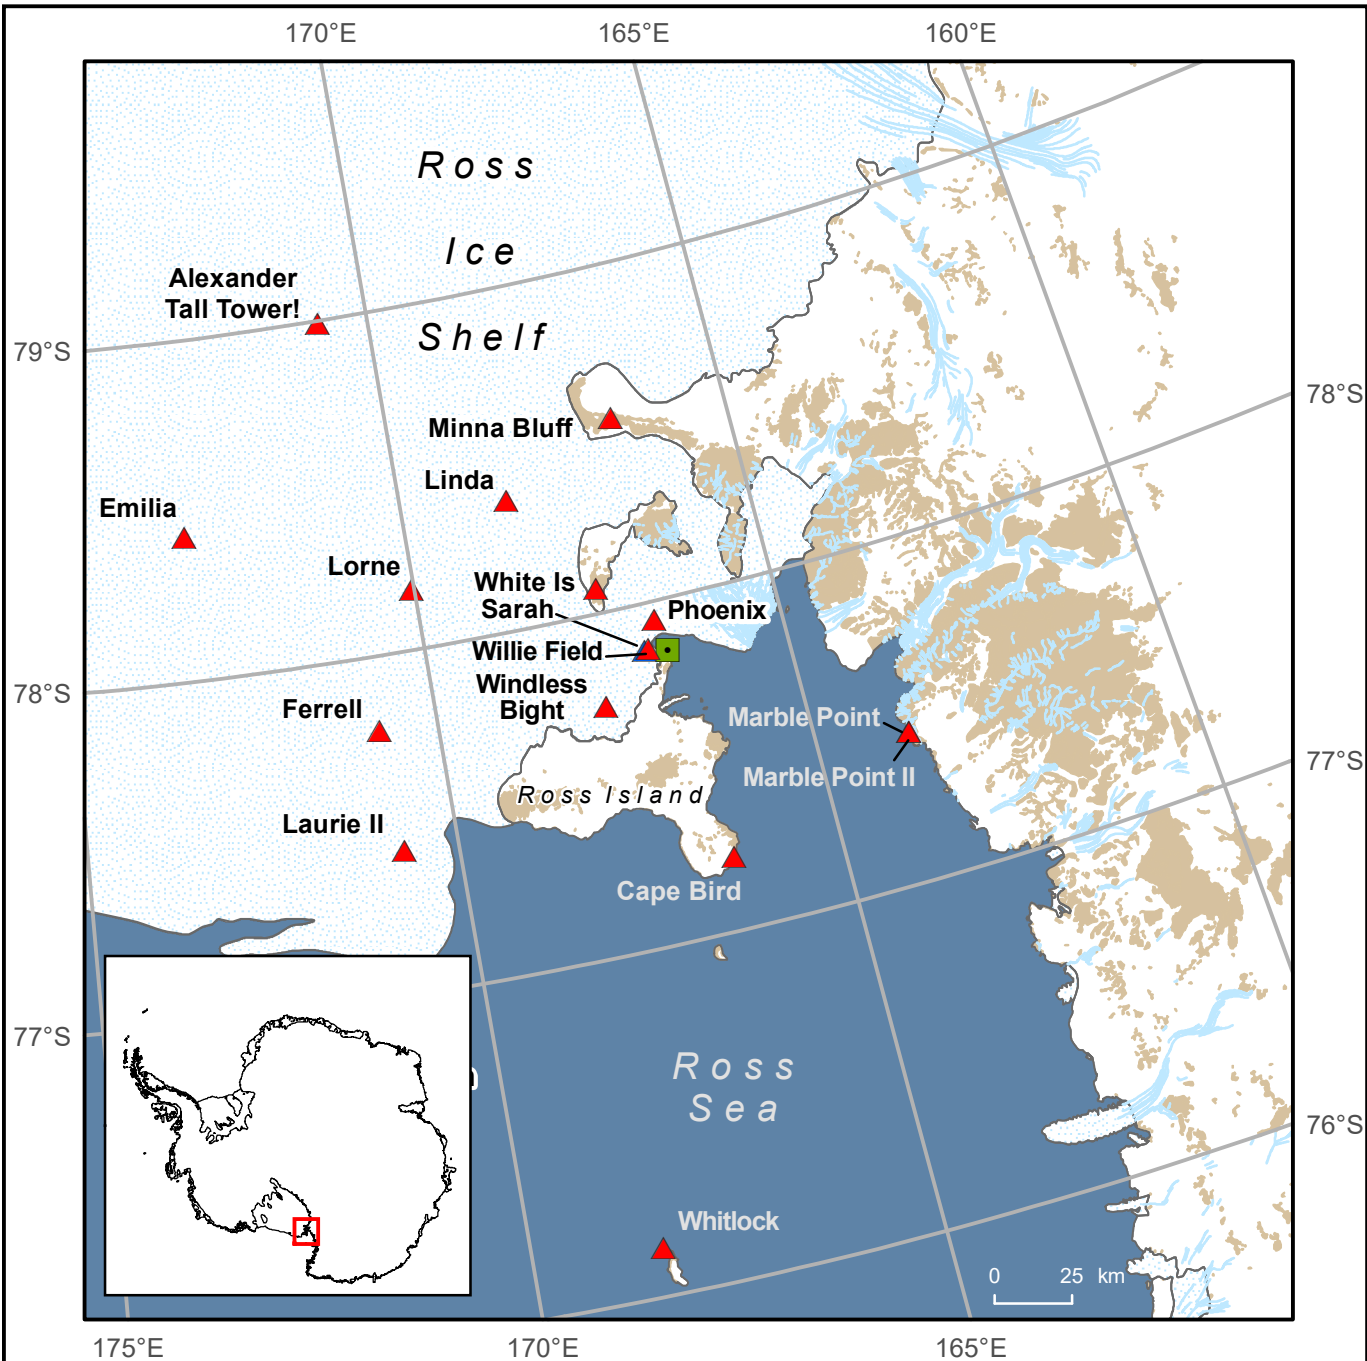 170°E 165°E 160°E
Ross
Ice
Shelf
Alexander
Tall Tower!
79°S
78°S
Minna Bluff
Linda
Emilia
Lorne
White Is
Sarah
Phoenix
Willie Field
Windless
Bight
78°S
Ferrell
Marble Point
Marble Point II
77°S
Ross Island
Laurie II
Cape Bird
77°S
Ross
Sea
76°S
Whitlock
0 25 km
175°E 170°E 165°E